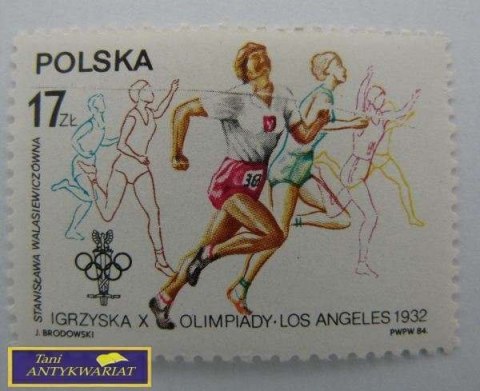 POLSKA
17 ZŁ
STANISŁAWA WALASIEWICZÓWNA
38
IGRZYSKA X OLIMPIADY · LOS ANGELES 1932
J. BRODOWSKI
PWPW 84.
Tani
ANTYKWARIAT